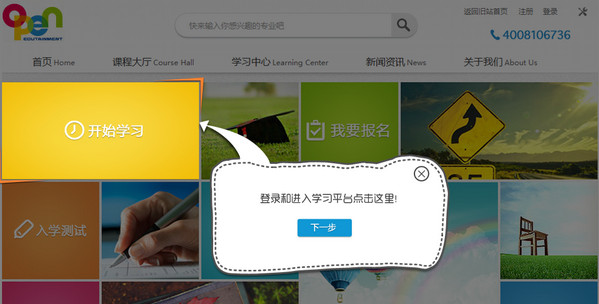 返回旧站首页 注册 登录
open
EDUTAINMENT
快来输入你感兴趣的专业吧
4008106736
首页 Home 课程大厅 Course Hall 学习中心 Learning Center 新闻资讯 News 关于我们 About Us
开始学习
我要报名
25
登录和进入学习平台点击这里!
下一步
入学测试